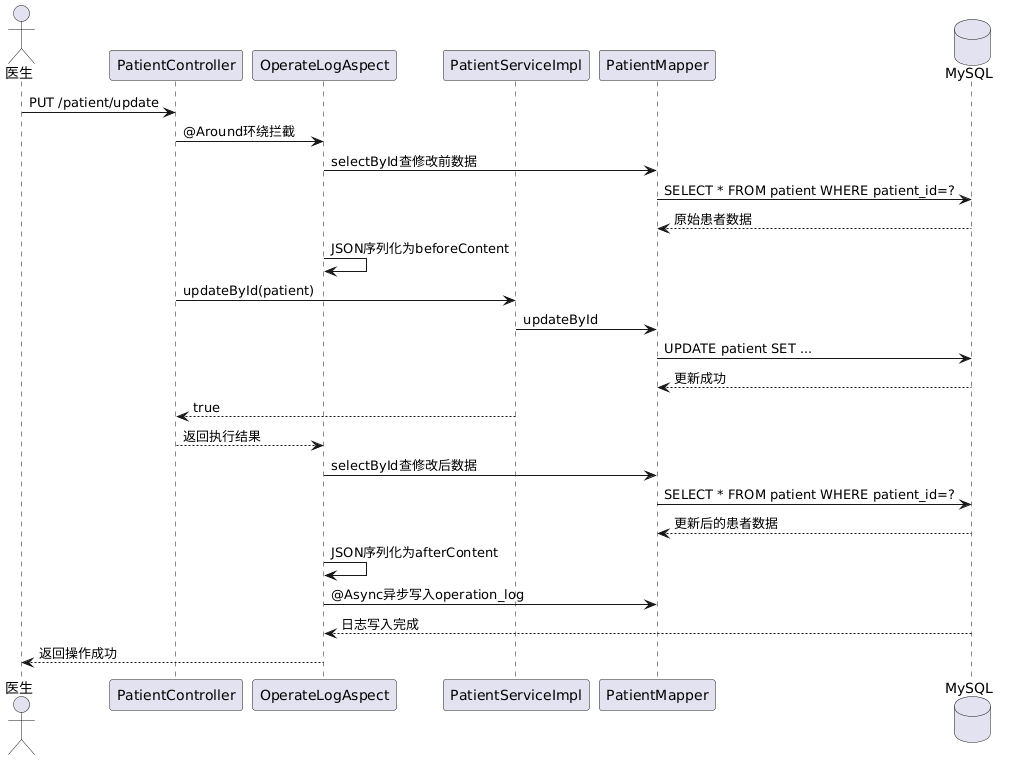 医生
PatientController
OperateLogAspect
PatientServiceImpl
PatientMapper
MySQL
PUT /patient/update
@Around环绕拦截
selectById查修改前数据
SELECT * FROM patient WHERE patient_id=?
原始患者数据
JSON序列化为beforeContent
updateById(patient)
updateById
UPDATE patient SET ...
更新成功
true
返回执行结果
selectById查修改后数据
SELECT * FROM patient WHERE patient_id=?
更新后的患者数据
JSON序列化为afterContent
@Async异步写入operation_log
日志写入完成
返回操作成功
医生
PatientController
OperateLogAspect
PatientServiceImpl
PatientMapper
MySQL